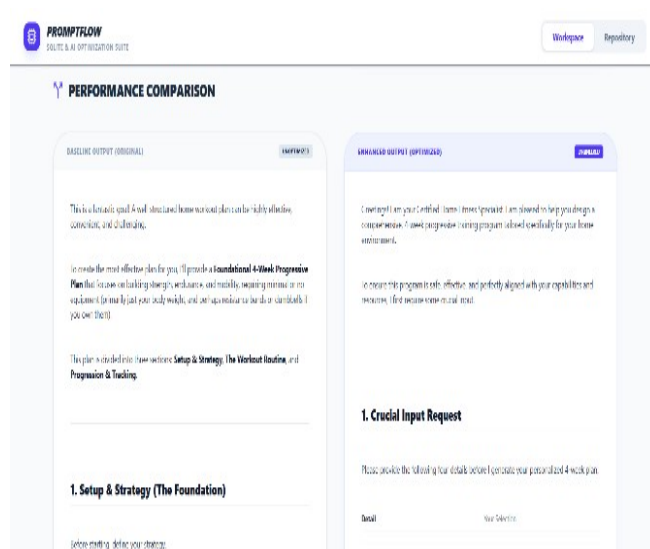 PROMPTFLOW
SQLITE & AI OPTIMIZATION SUITE
Workspace
Repository
PERFORMANCE COMPARISON
BASELINE OUTPUT (ORIGINAL)
UNOPTIMIZED
This is a fantastic goal! A well-structured home workout plan can be highly effective,
convenient, and challenging.
To create the most effective plan for you, I'll provide a Foundational 4-Week Progressive
Plan that focuses on building strength, endurance, and mobility, requiring minimal or no
equipment (primarily just your body weight, and perhaps resistance bands or dumbbells if
you own them).
This plan is divided into three sections: Setup & Strategy, The Workout Routine, and
Progression & Tracking.
1. Setup & Strategy (The Foundation)
Before starting, define your strategy.
ENHANCED OUTPUT (OPTIMIZED)
Greetings! I am your Certified Home Fitness Specialist. I am pleased to help you design a
comprehensive, 4-week progressive training program tailored specifically for your home
environment.
To ensure this program is safe, effective, and perfectly aligned with your capabilities and
resources, I first require some crucial input.
1. Crucial Input Request
Please provide the following four details before I generate your personalized 4-week plan.
Detail
Your Selection